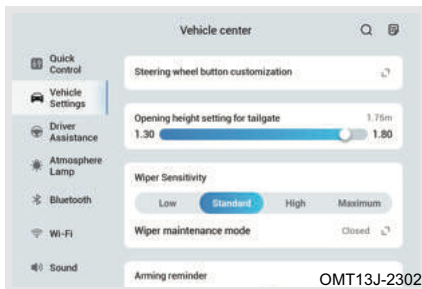 Vehicle center
Quick
Control
Vehicle
Settings
Driver
Assistance
Atmosphere
Lamp
Bluetooth
Wi-Fi
Sound
Steering wheel button customization
Opening height setting for tailgate 1.75m
1.30 1.80
Wiper Sensitivity
Low Standard High Maximum
Wiper maintenance mode Closed
Arming reminder
OMT13J-2302